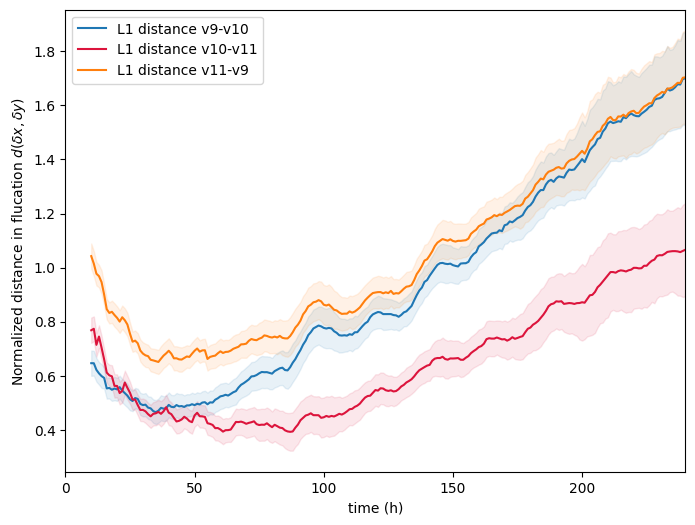 L1 distance v9-v10
L1 distance v10-v11
L1 distance v11-v9
Normalized distance in flucation d(δx, δy)
1.8
1.6
1.4
1.2
1.0
0.8
0.6
0.4
0 50 100 150 200
time (h)